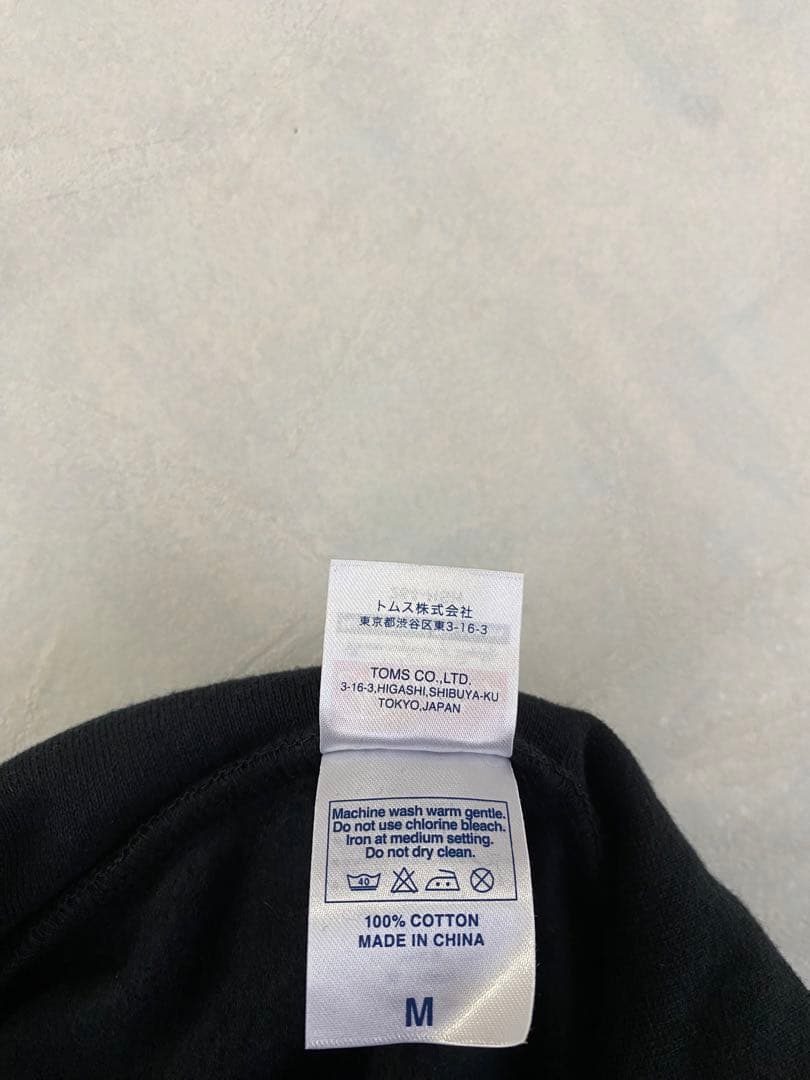 トムス株式会社
東京都渋谷区東3-16-3
TOMS CO.,LTD.
3-16-3,HIGASHI,SHIBUYA-KU
TOKYO,JAPAN
Machine wash warm gentle.
Do not use chlorine bleach.
Iron at medium setting.
Do not dry clean.
40
100% COTTON
MADE IN CHINA
M